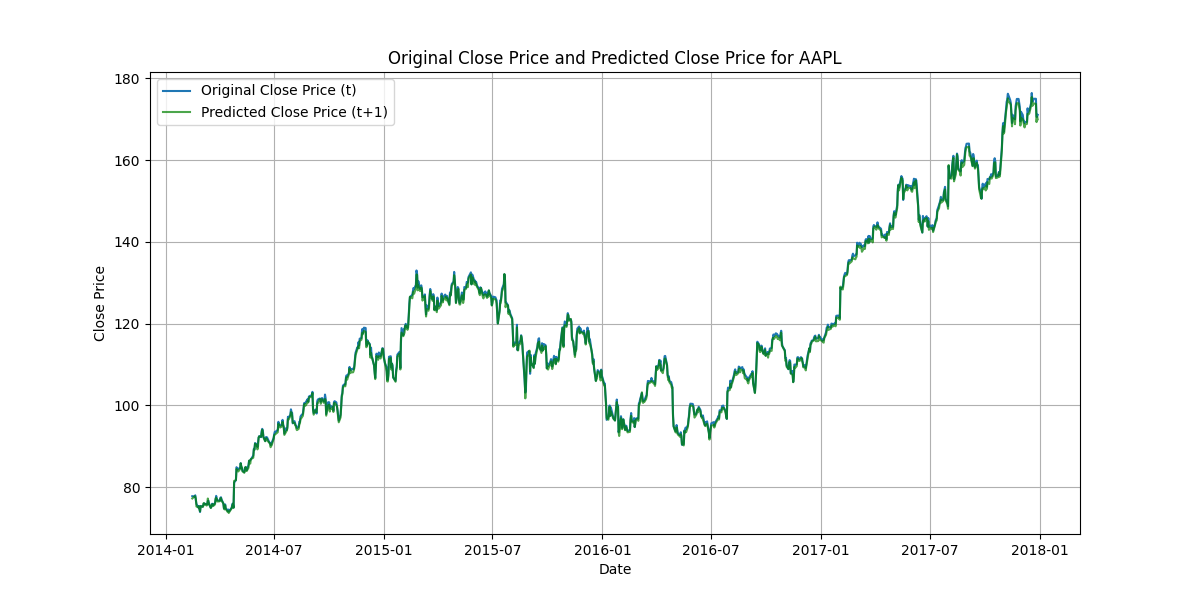 Original Close Price and Predicted Close Price for AAPL
Original Close Price (t)
Predicted Close Price (t+1)
Close Price
180
160
140
120
100
80
2014-01 2014-07 2015-01 2015-07 2016-01 2016-07 2017-01 2017-07 2018-01
Date